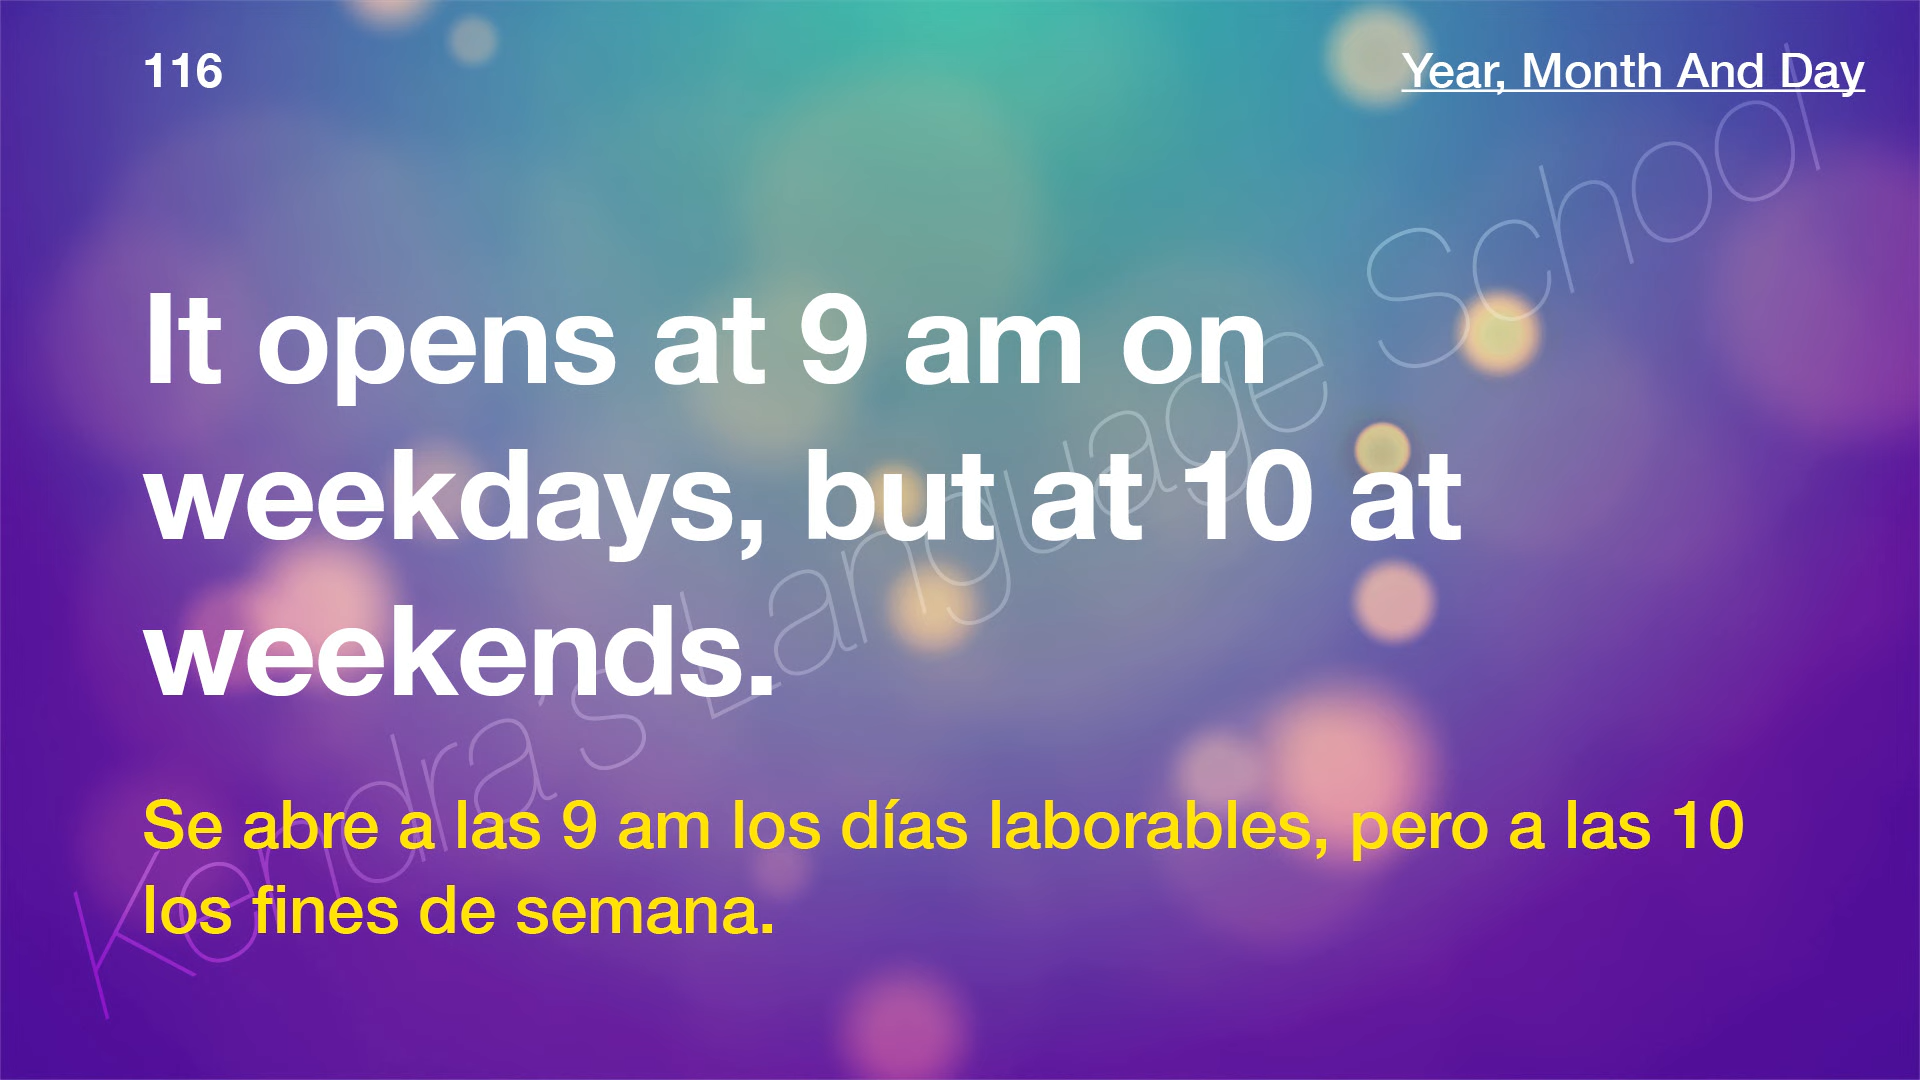 116
Year, Month And Day
It opens at 9 am on
weekdays, but at 10 at
weekends.
Se abre a las 9 am los días laborables, pero a las 10
los fines de semana.
Kendra's Language School